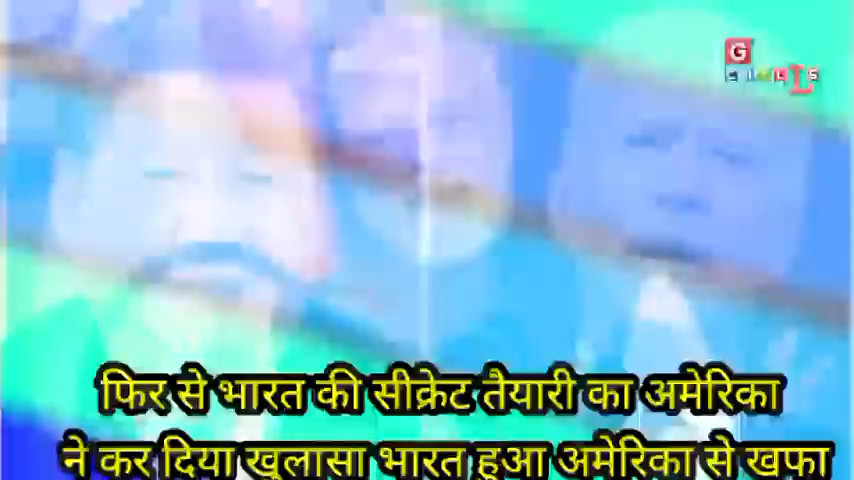 G
फिर से भारत की सीक्रेट तैयारी का अमेरिका
ने कर दिया खुलासा भारत हुआ अमेरिका से खफा